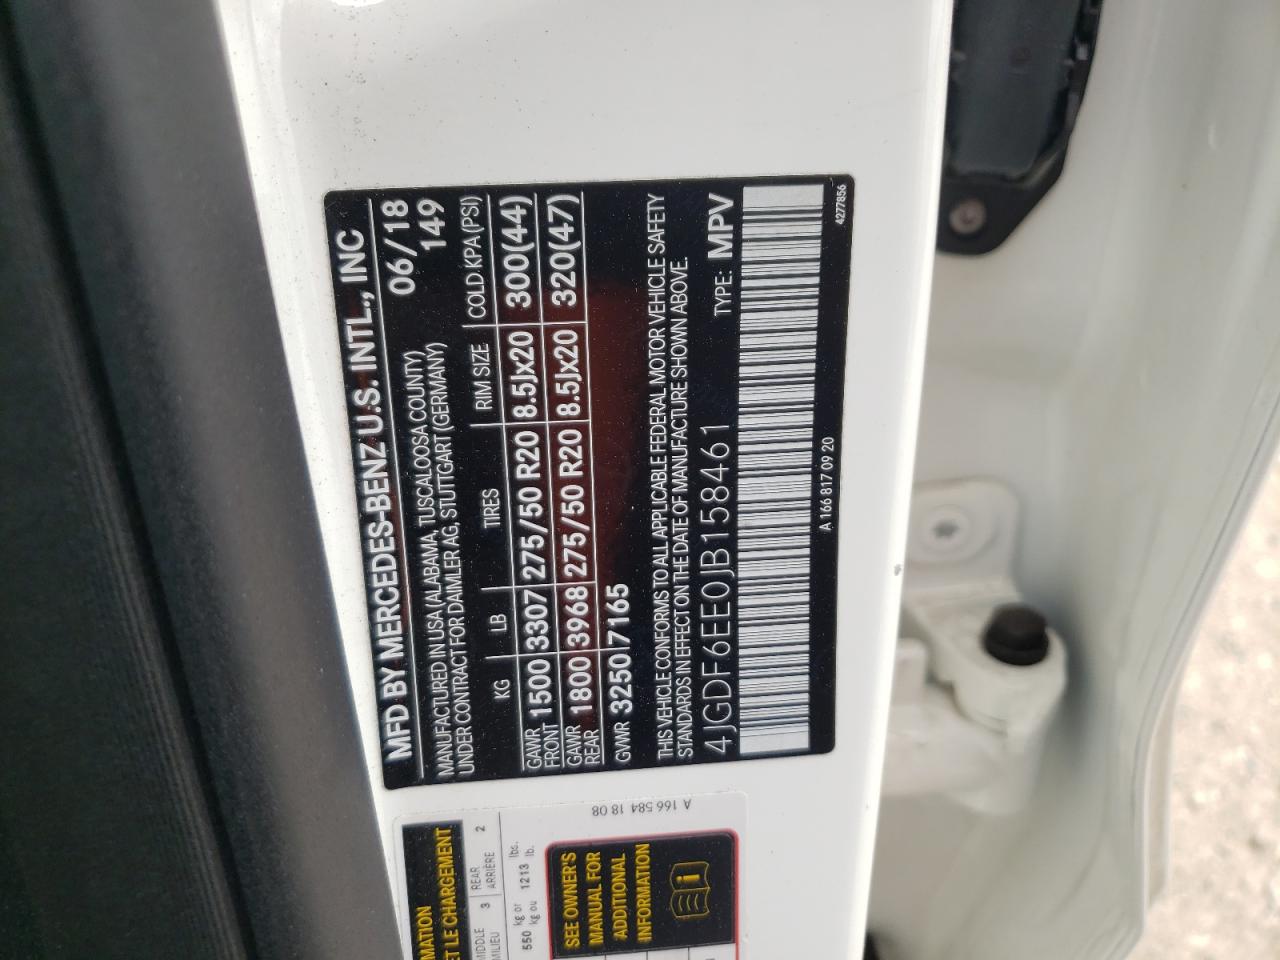 MFD BY MERCEDES-BENZ U.S. INTL., INC
06/18
MANUFACTURED IN USA (ALABAMA, TUSCALOOSA COUNTY)
149
UNDER CONTRACT FOR DAIMLER AG, STUTTGART (GERMANY)
KG LB TIRES RIM SIZE COLD KPA (PSI)
GAWR FRONT 1500 3307 275/50 R20 8.5Jx20 300(44)
GAWR REAR 1800 3968 275/50 R20 8.5Jx20 320(47)
GVWR 3250 7165
THIS VEHICLE CONFORMS TO ALL APPLICABLE FEDERAL MOTOR VEHICLE SAFETY
STANDARDS IN EFFECT ON THE DATE OF MANUFACTURE SHOWN ABOVE.
4JGDF6EE0JB158461 TYPE: MPV
A 166 817 09 20
4277856
A 166 584 18 08
ET LE CHARGEMENT
3 REAR ARRIÈRE 2
550 kg or kg ou 1213 lbs. lb.
SEE OWNER'S
MANUAL FOR
ADDITIONAL
INFORMATION